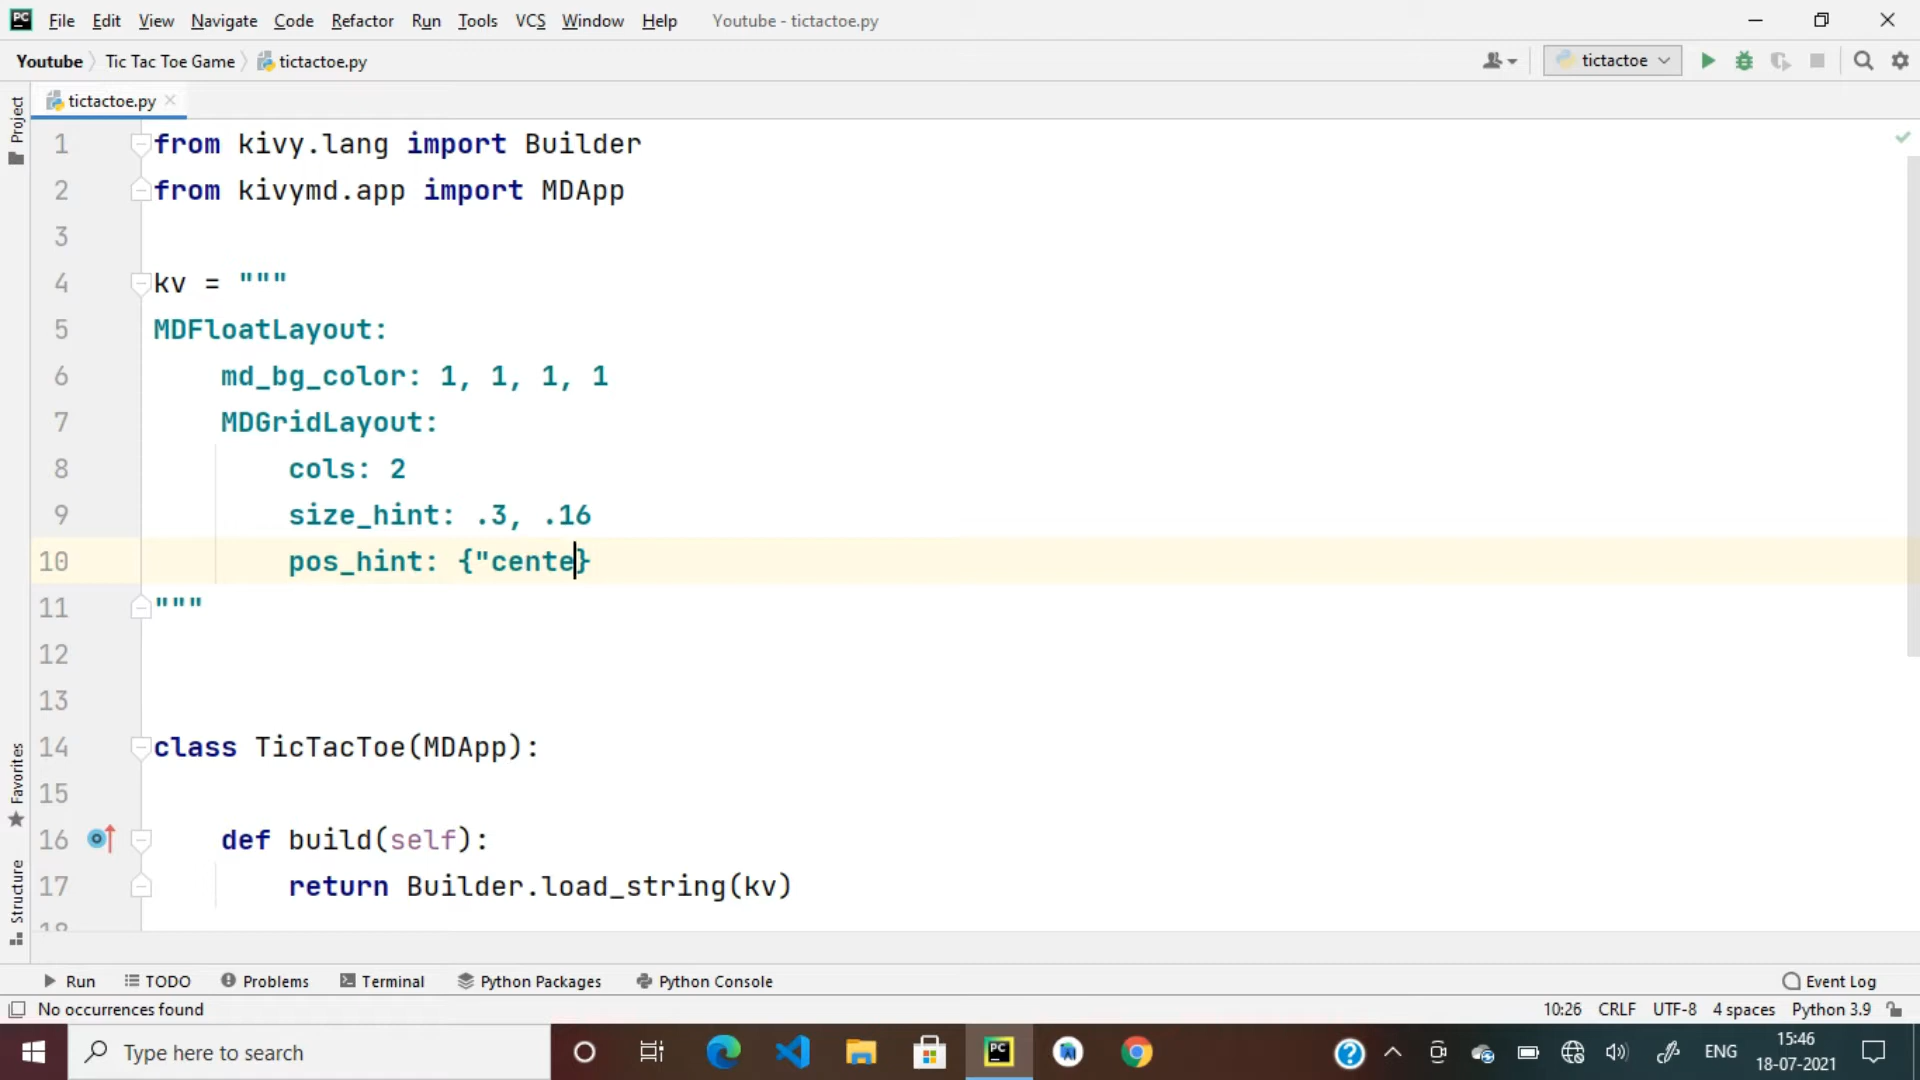 PC File Edit View Navigate Code Refactor Run Tools VCS Window Help Youtube - tictactoe.py
Youtube Tic Tac Toe Game tictactoe.py tictactoe
tictactoe.py
Project
Favorites
Structure
1 from kivy.lang import Builder
2 from kivymd.app import MDApp
3
4 kv = """
5 MDFloatLayout:
6 md_bg_color: 1, 1, 1, 1
7 MDGridLayout:
8 cols: 2
9 size_hint: .3, .16
10 pos_hint: {"cente}
11 """
12
13
14 class TicTacToe(MDApp):
15
16 def build(self):
17 return Builder.load_string(kv)
18
Run TODO Problems Terminal Python Packages Python Console Event Log
No occurrences found 10:26 CRLF UTF-8 4 spaces Python 3.9
Type here to search PC ENG 15:46
18-07-2021